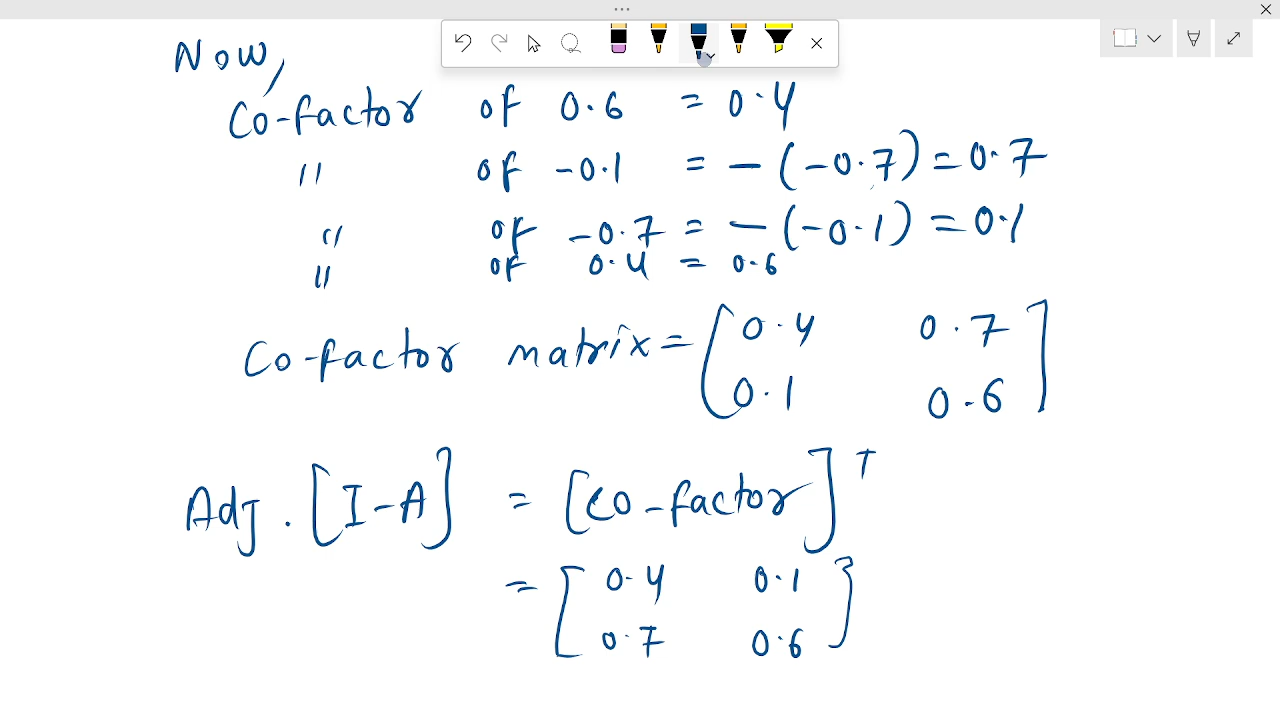 Now,
Co-factor of 0.6 = 0.4
" of -0.1 = -(-0.7) = 0.7
" of -0.7 = -(-0.1) = 0.1
" of 0.4 = 0.6
Co-factor matrix = [0.4 0.7
0.1 0.6]
Adj. [I-A] = [Co-factor]ᵀ
= [0.4 0.1
0.7 0.6]